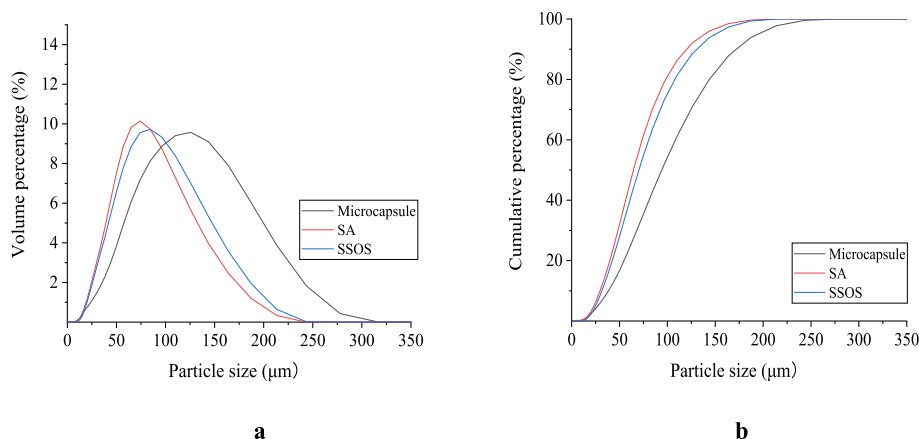 Volume percentage (%)
14
12
10
8
6
4
2
0 50 100 150 200 250 300 350
Particle size (μm)
Microcapsule
SA
SSOS
a
Cumulative percentage (%)
100
80
60
40
20
0 50 100 150 200 250 300 350
Particle size (μm)
Microcapsule
SA
SSOS
b